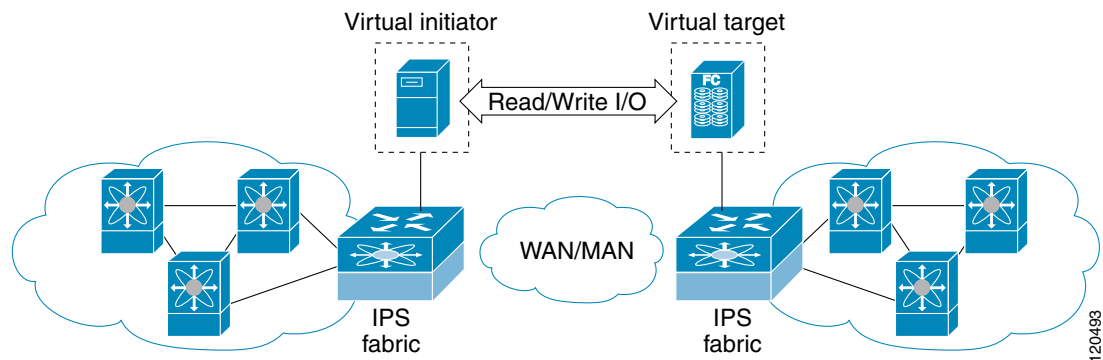 Virtual initiator
Virtual target
FC
Read/Write I/O
WAN/MAN
IPS
fabric
IPS
fabric
120493